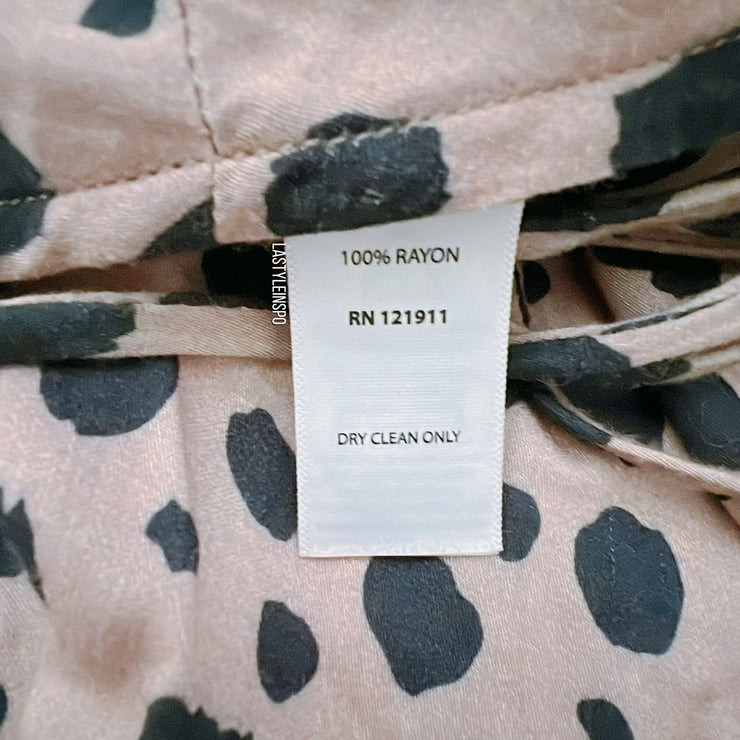 100% RAYON
RN 121911
DRY CLEAN ONLY
LASTYLEINSPO